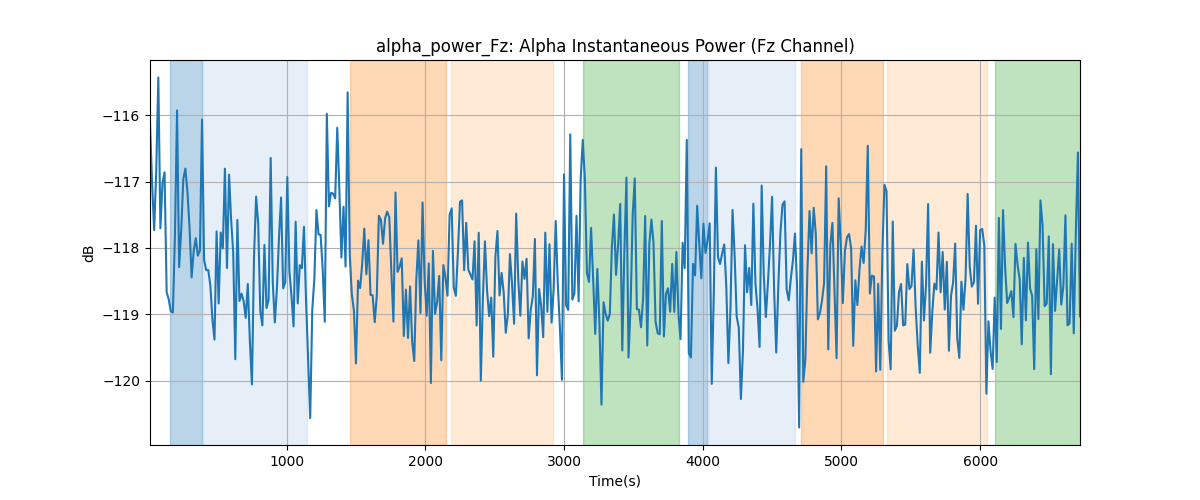 alpha_power_Fz: Alpha Instantaneous Power (Fz Channel)
dB
−116
−117
−118
−119
−120
1000 2000 3000 4000 5000 6000
Time(s)